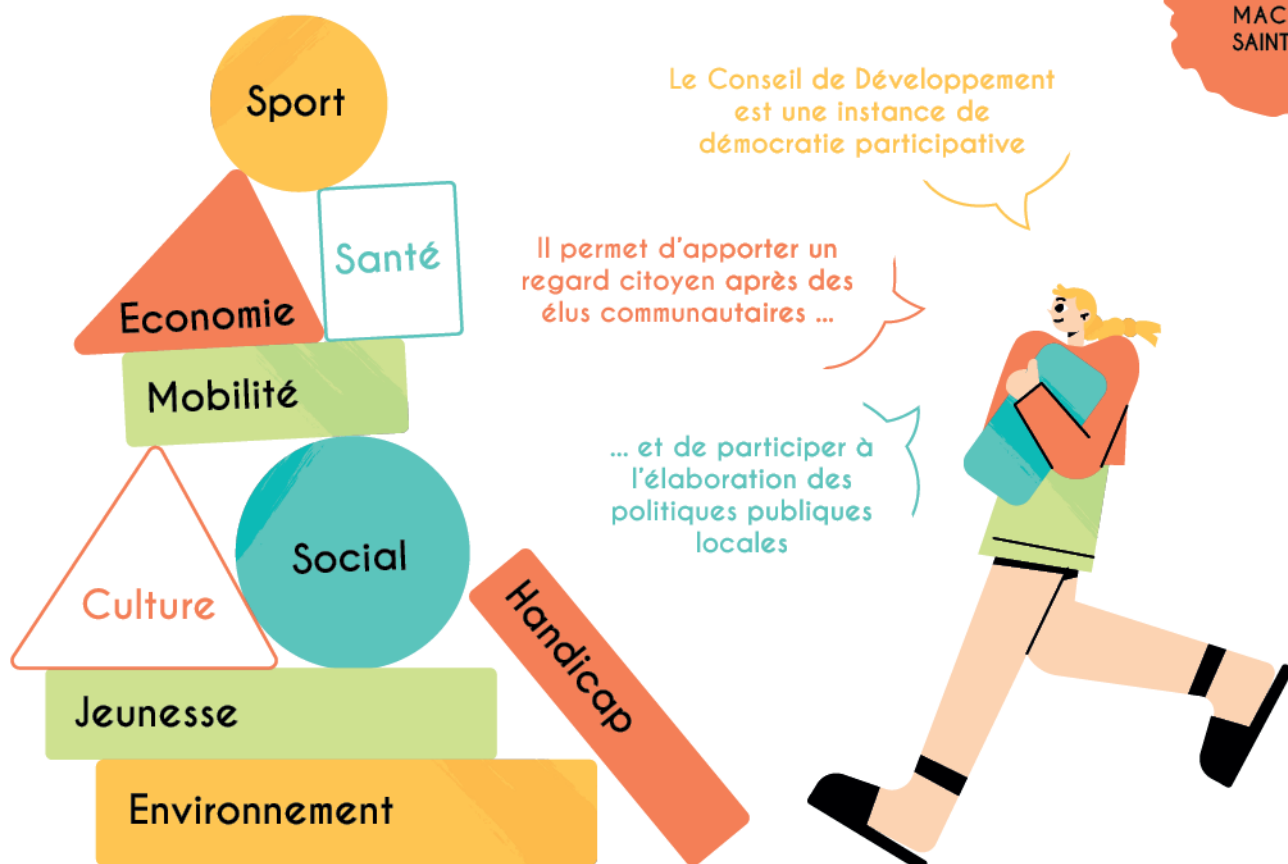 MAC
SAINT
Sport
Santé
Economie
Mobilité
Social
Culture
Handicap
Jeunesse
Environnement
Le Conseil de Développement
est une instance de
démocratie participative
Il permet d'apporter un
regard citoyen après des
élus communautaires ...
... et de participer à
l'élaboration des
politiques publiques
locales